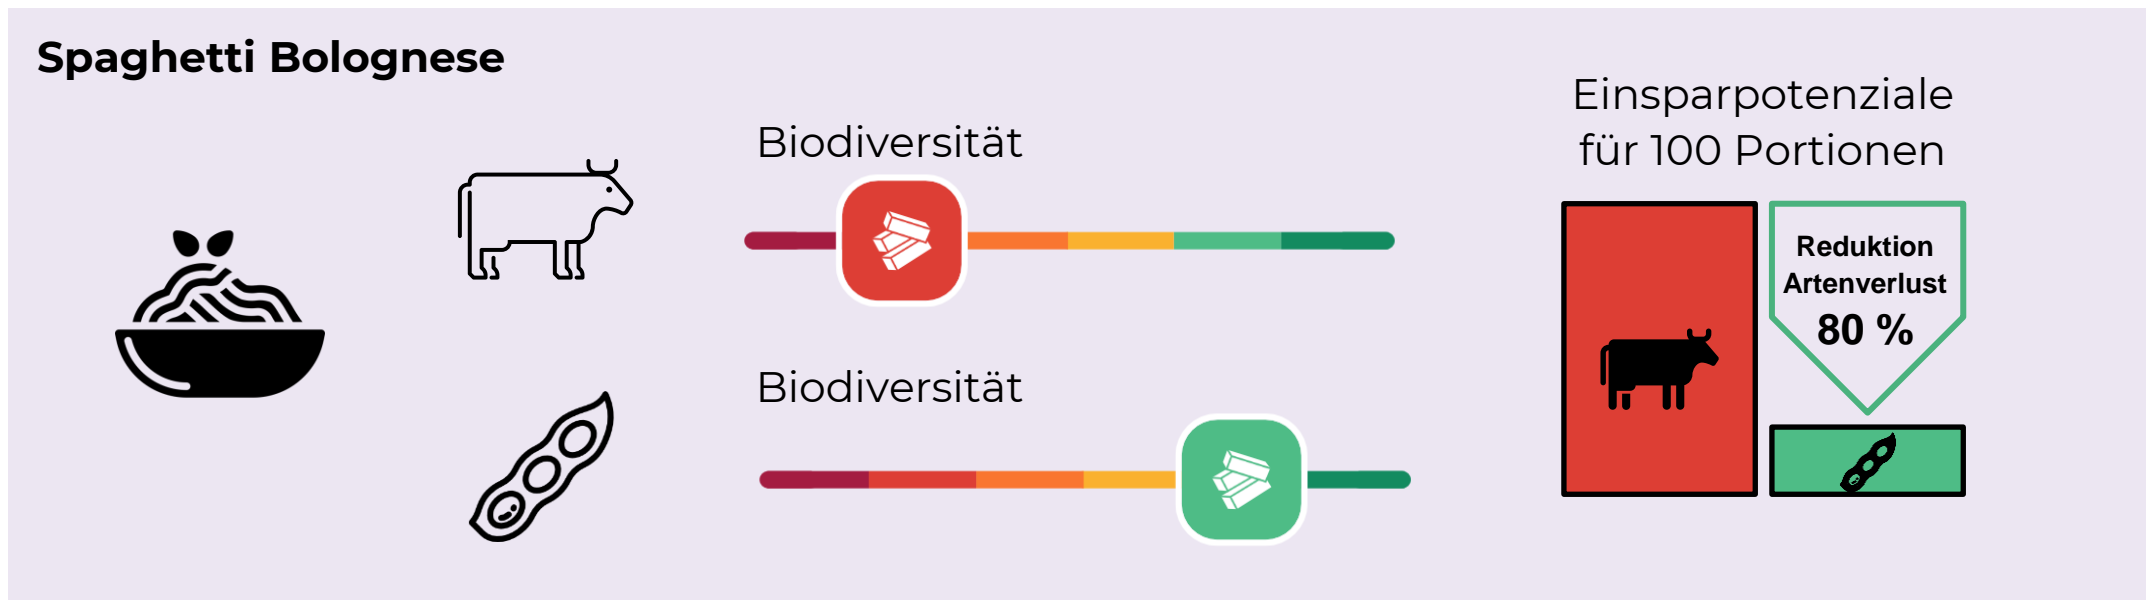 Spaghetti Bolognese
Biodiversität
Biodiversität
Einsparpotenziale
für 100 Portionen
Reduktion
Artenverlust
80 %